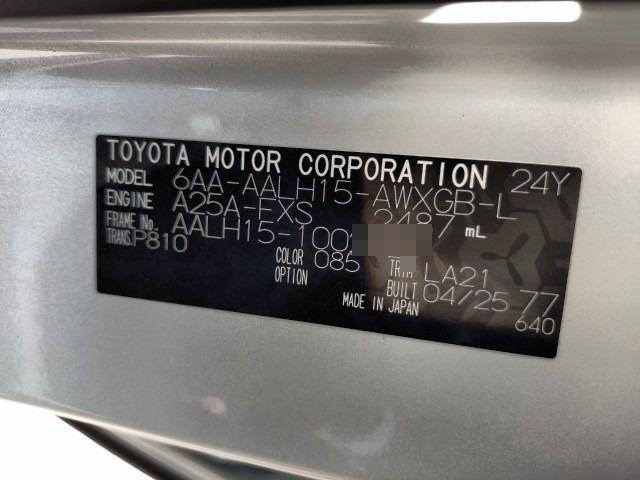 TOYOTA MOTOR CORPORATION 24Y
MODEL 6AA-AALH15-AWXGB-L
ENGINE A25A-FXS 2487 mL
FRAME No. AALH15-100
TRANS. P810
COLOR 085 TRIM LA21
OPTION BUILT 04/25 77
MADE IN JAPAN 640